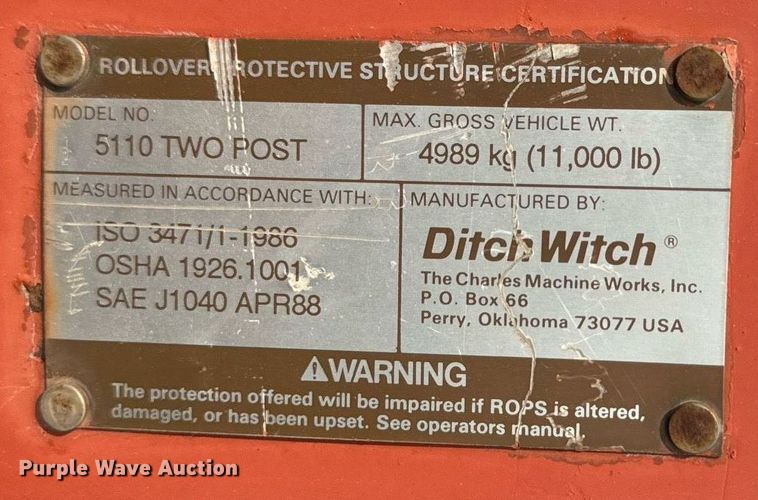 ROLLOVER PROTECTIVE STRUCTURE CERTIFICATION
MODEL NO.
5110 TWO POST
MAX. GROSS VEHICLE WT.
4989 kg (11,000 lb)
MEASURED IN ACCORDANCE WITH:
ISO 3471/1-1986
OSHA 1926.1001
SAE J1040 APR88
MANUFACTURED BY:
Ditch Witch ®
The Charles Machine Works, Inc.
P.O. Box 66
Perry, Oklahoma 73077 USA
⚠WARNING
The protection offered will be impaired if ROPS is altered,
damaged, or has been upset. See operators manual.
Purple Wave Auction